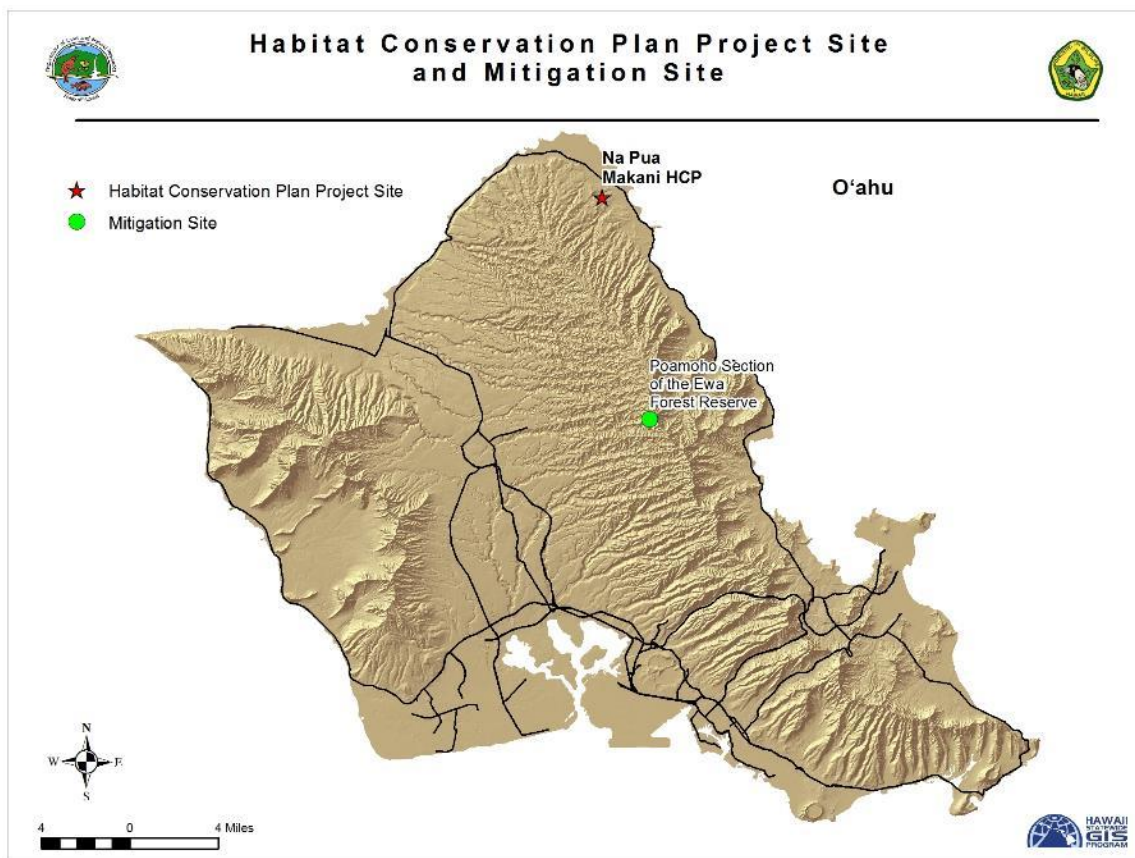 Habitat Conservation Plan Project Site
and Mitigation Site
Na Pua
Makani HCP
O‘ahu
Habitat Conservation Plan Project Site
Mitigation Site
Poamoho Section
of the Ewa
Forest Reserve
N
W
E
S
4
0
4 Miles
HAWAII
STATEWIDE
GIS
PROGRAM